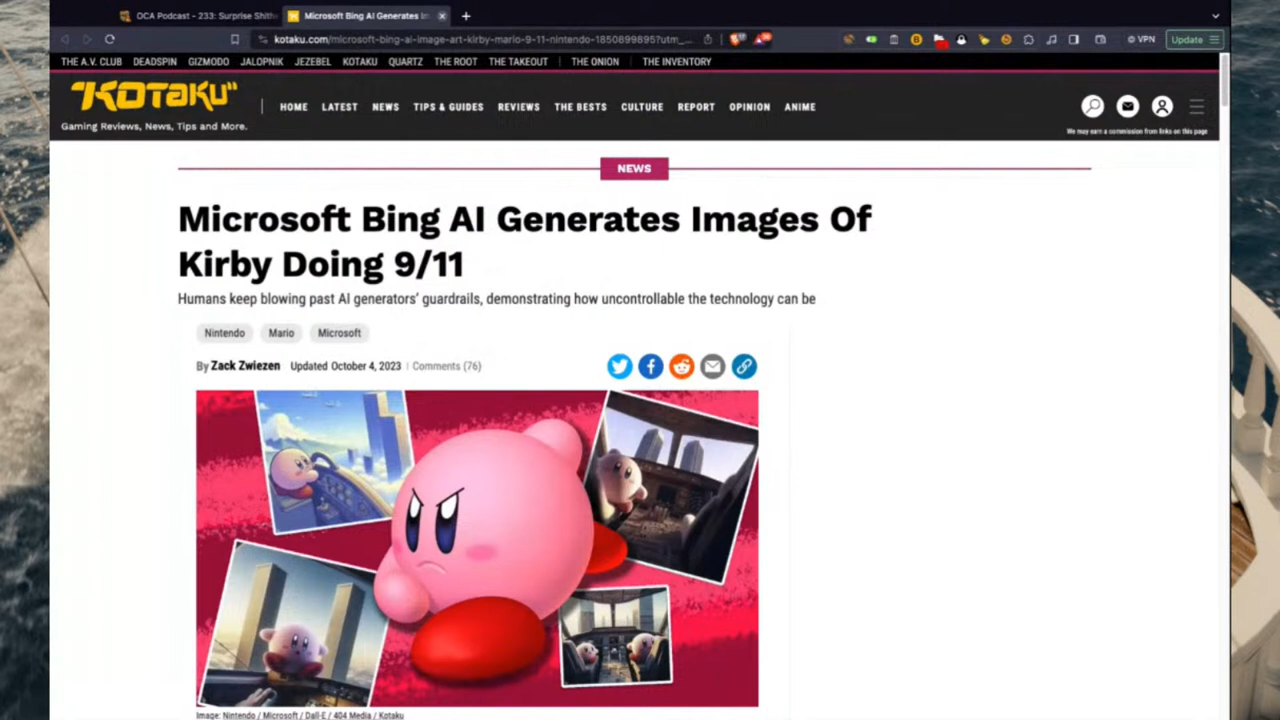 OCA Podcast - 233: Surprise Shith
Microsoft Bing AI Generates Im
kotaku.com/microsoft-bing-ai-image-art-kirby-mario-9-11-nintendo-1850899895?utm_...
VPN
Update
THE A.V. CLUB DEADSPIN GIZMODO JALOPNIK JEZEBEL KOTAKU QUARTZ THE ROOT THE TAKEOUT THE ONION THE INVENTORY
"KOTAKU"
Gaming Reviews, News, Tips and More.
HOME LATEST NEWS TIPS & GUIDES REVIEWS THE BESTS CULTURE REPORT OPINION ANIME
We may earn a commission from links on this page
NEWS
Microsoft Bing AI Generates Images Of
Kirby Doing 9/11
Humans keep blowing past AI generators' guardrails, demonstrating how uncontrollable the technology can be
Nintendo Mario Microsoft
By Zack Zwiezen Updated October 4, 2023 Comments (76)
Image: Nintendo / Microsoft / Dall-E / 404 Media / Kotaku